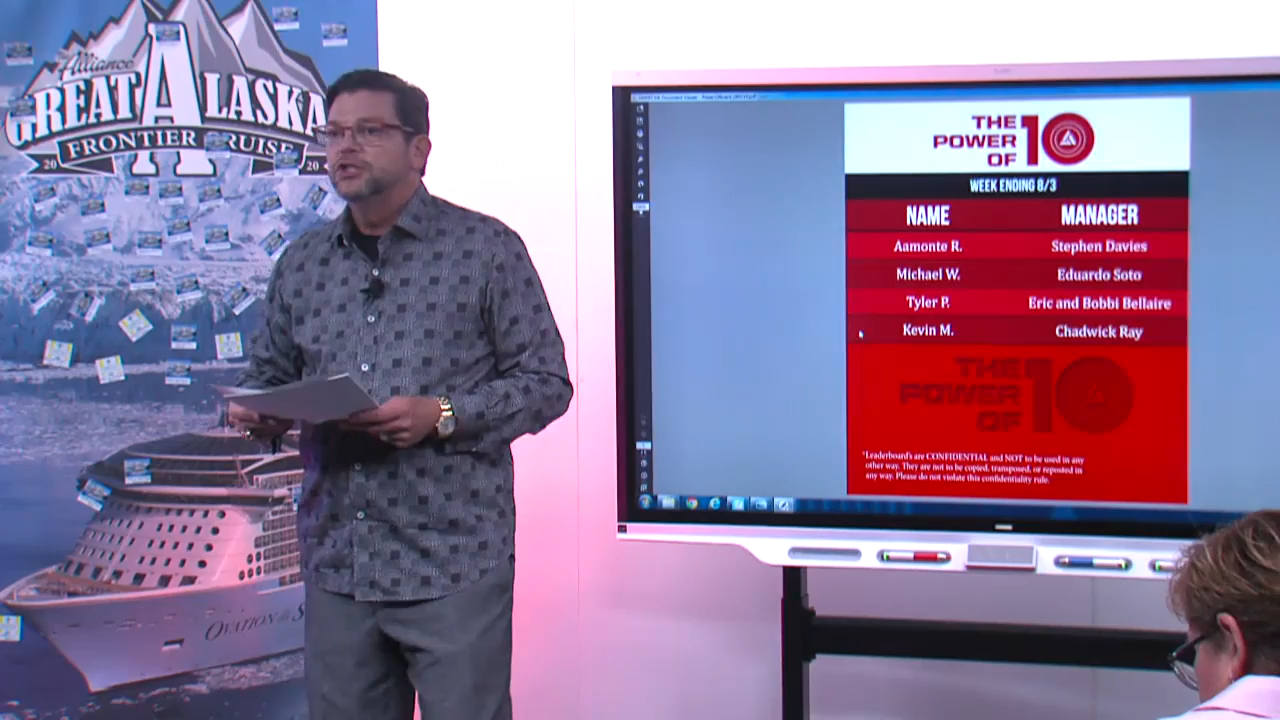 Alliance
GREAT ALASKA
FRONTIER CRUISE
20 20
OVATION
THE
POWER
OF 10
WEEK ENDING 8/3
NAME MANAGER
Aamonte R. Stephen Davies
Michael W. Eduardo Soto
Tyler P. Eric and Bobbi Bellaire
Kevin M. Chadwick Ray
THE
POWER
OF 10
*Leaderboard's are CONFIDENTIAL and NOT to be used in any
other way. They are not to be copied, transposed, or reposted in
any way. Please do not violate this confidentiality rule.